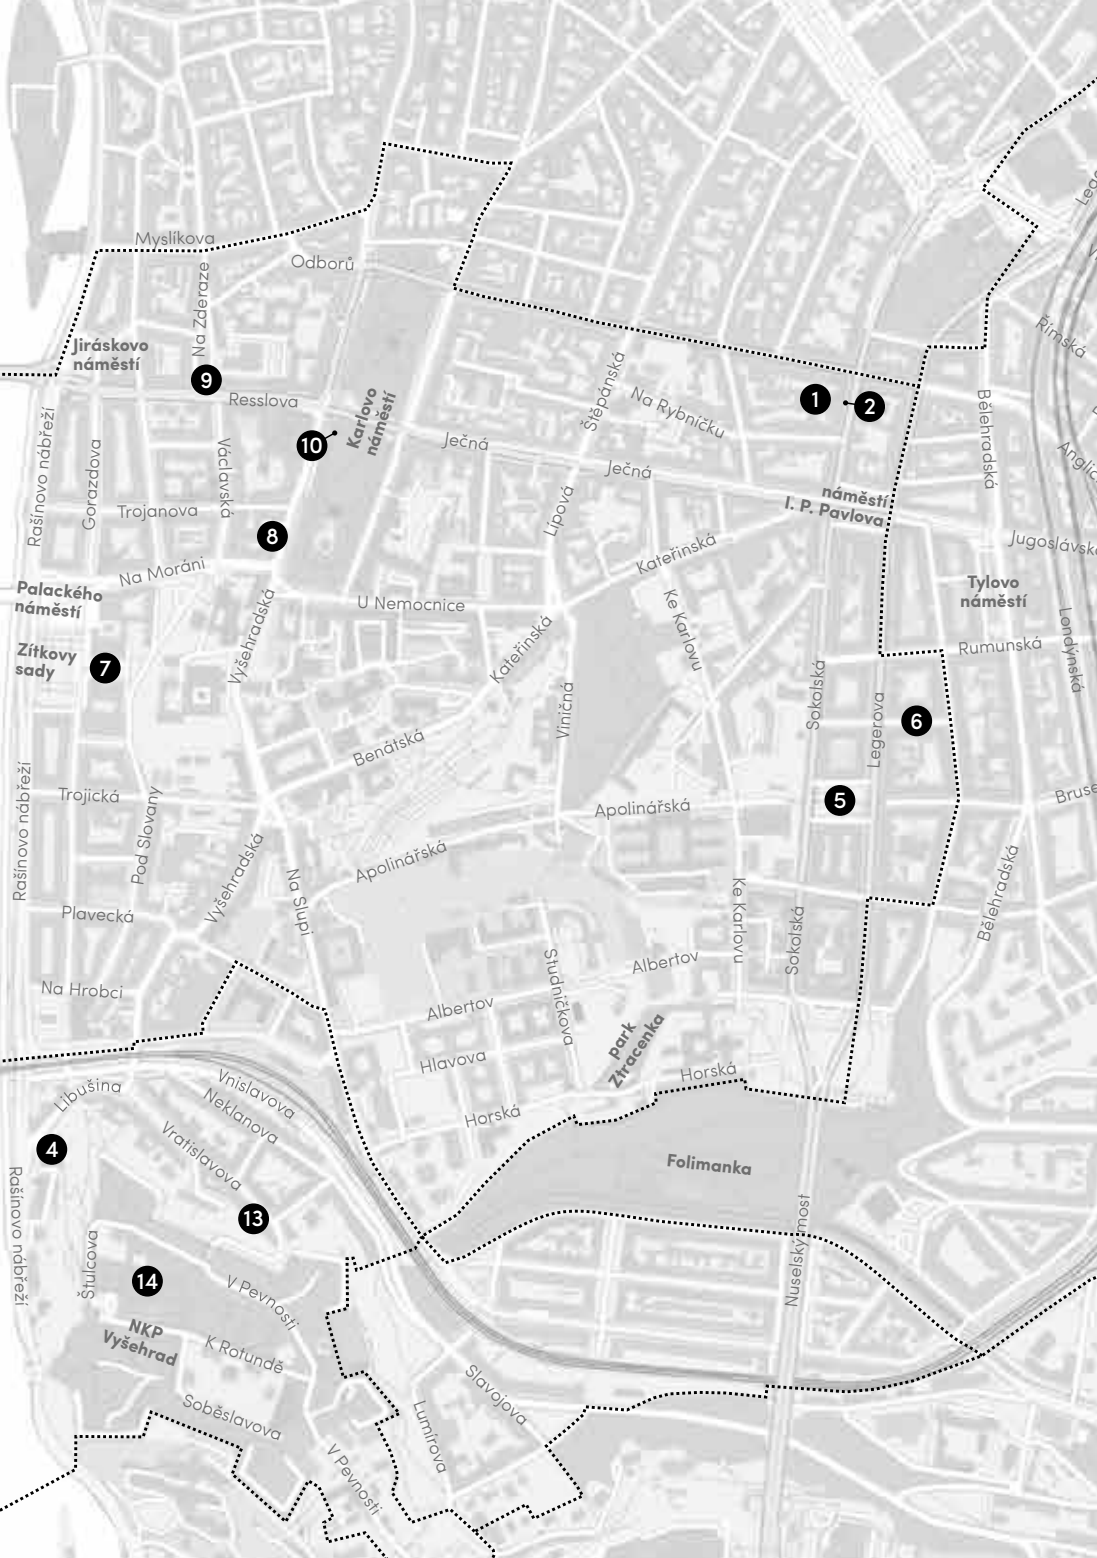 Myslíkova
Odborů
Na Zderaze
Jiráskovo
náměstí
Římská
9
Resslova
1
2
Štěpánská
Na Rybníčku
Karlovo
náměstí
10
Ječná
Ječná
Bělehradská
Rašínovo nábřeží
Gorazdova
Václavská
Trojanova
náměstí
I. P. Pavlova
Lípová
8
Kateřinská
Jugoslávsk
Na Moráni
Palackého
náměstí
Tylovo
náměstí
U Nemocnice
Ke Karlovu
Vyšehradská
Kateřinská
Londýnská
Rumunská
Zítkovy
sady
7
Viničná
Sokolská
Legerova
6
Benátská
Trojická
Rašínovo nábřeží
Pod Slovany
Apolinářská
5
Bruse
Apolinářská
Vyšehradská
Na Slupi
Ke Karlovu
Sokolská
Bělehradská
Plavecká
Studničkova
Albertov
Na Hrobci
Albertov
park
Ztracenka
Hlavova
Horská
Horská
Libušina
Vnislavova
Neklanova
Vratislavova
4
Folimanka
13
Rašínovo nábřeží
Štulcova
Nuselský most
14
V Pevnosti
NKP
Vyšehrad
K Rotundě
Slavojova
Soběslavova
Lumírova
V Pevnosti